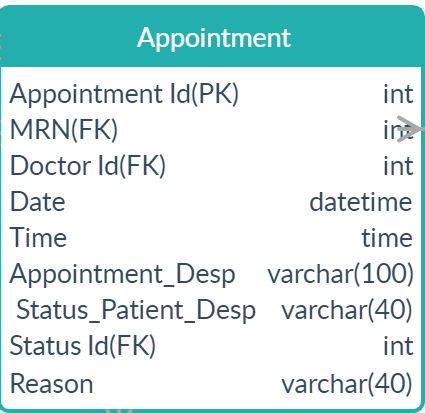 Appointment
Appointment Id(PK) int
MRN(FK) int
Doctor Id(FK) int
Date datetime
Time time
Appointment_Desp varchar(100)
Status_Patient_Desp varchar(40)
Status Id(FK) int
Reason varchar(40)